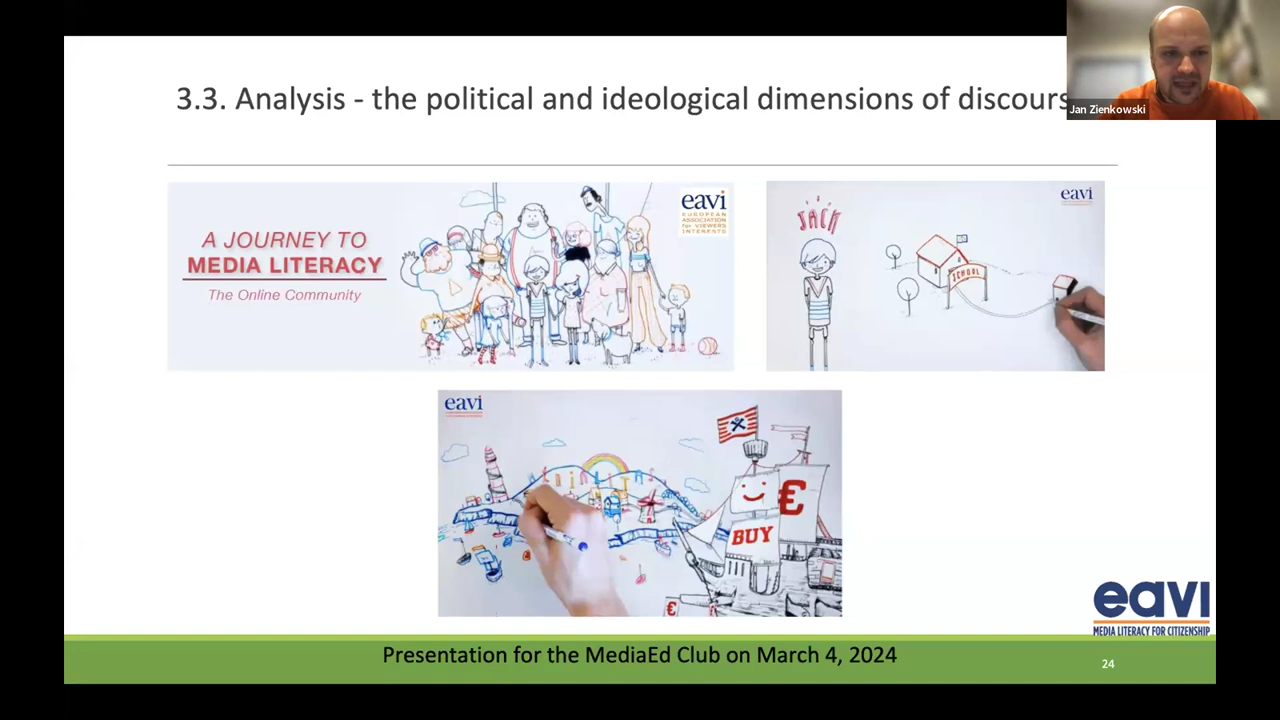 3.3. Analysis - the political and ideological dimensions of discours
Jan Zienkowski
A JOURNEY TO
MEDIA LITERACY
The Online Community
eavi
EUROPEAN
ASSOCIATION
for VIEWERS
INTERESTS
eavi
JACK
SCHOOL
eavi
€
BUY
€
eavi
MEDIA LITERACY FOR CITIZENSHIP
Presentation for the MediaEd Club on March 4, 2024
24